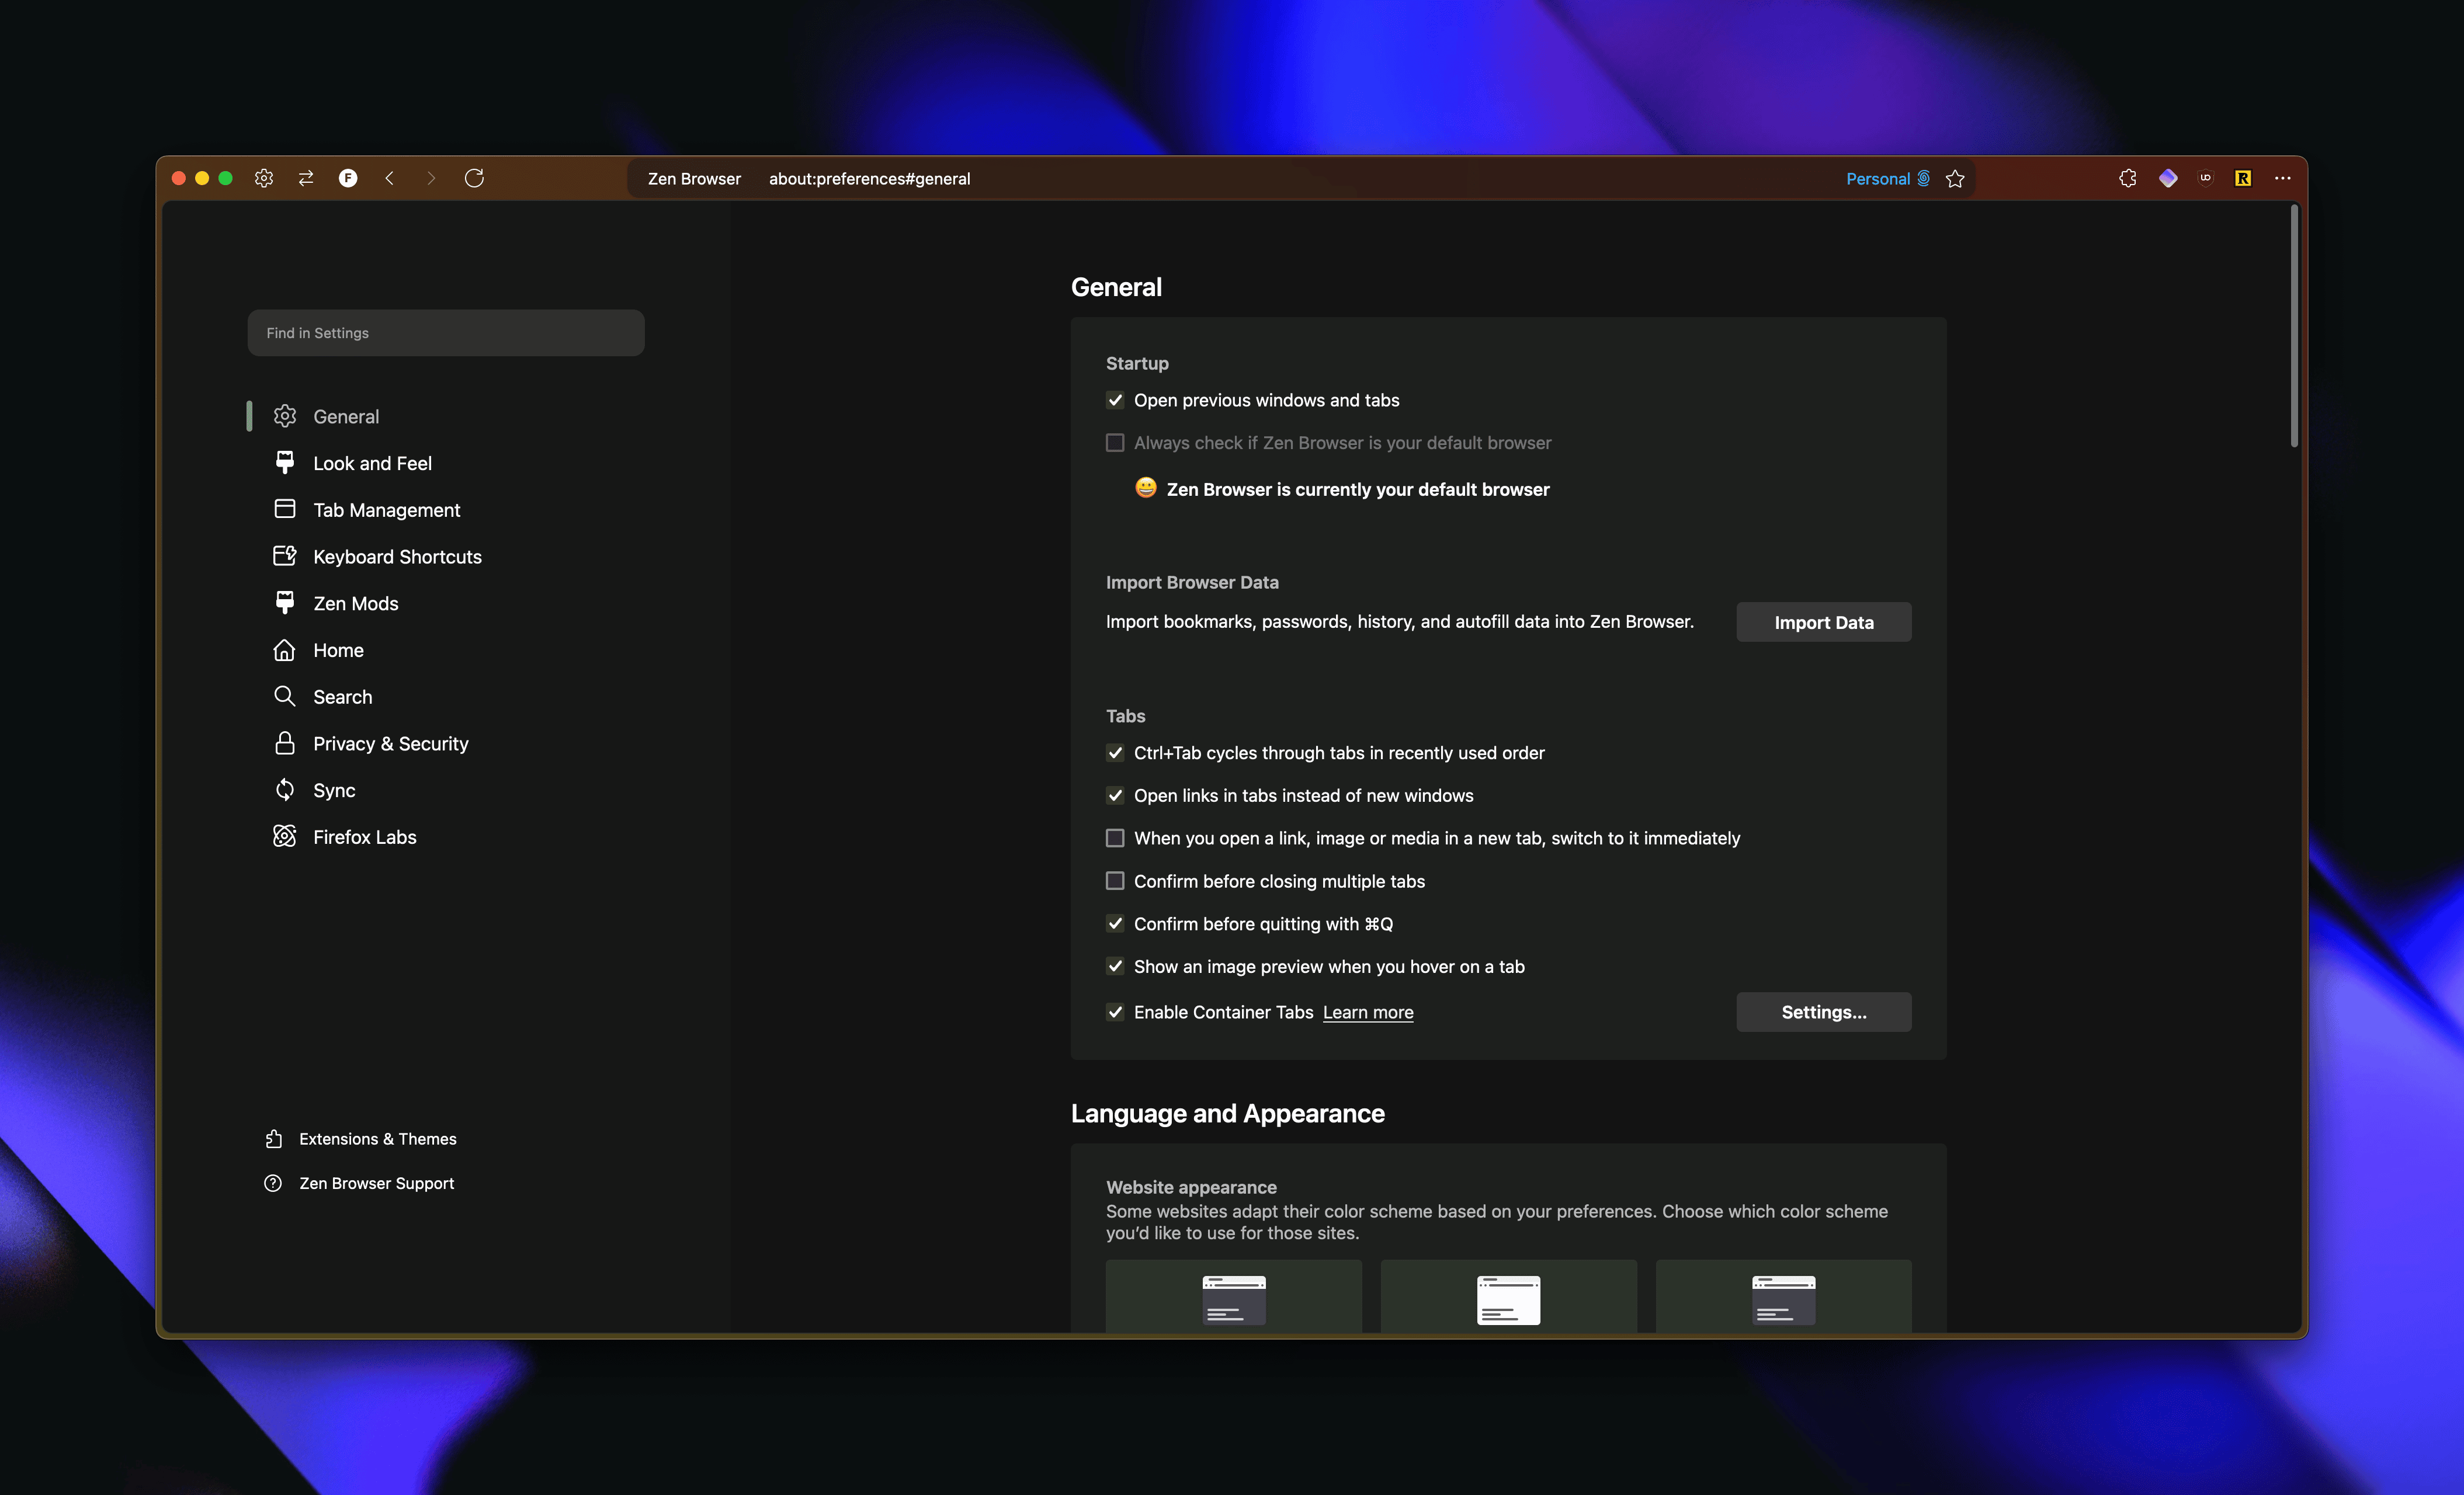 Zen Browser about:preferences#general Personal
Find in Settings
General
Look and Feel
Tab Management
Keyboard Shortcuts
Zen Mods
Home
Search
Privacy & Security
Sync
Firefox Labs
Extensions & Themes
Zen Browser Support
General
Startup
Open previous windows and tabs
Always check if Zen Browser is your default browser
Zen Browser is currently your default browser
Import Browser Data
Import bookmarks, passwords, history, and autofill data into Zen Browser.
Import Data
Tabs
Ctrl+Tab cycles through tabs in recently used order
Open links in tabs instead of new windows
When you open a link, image or media in a new tab, switch to it immediately
Confirm before closing multiple tabs
Confirm before quitting with ⌘Q
Show an image preview when you hover on a tab
Enable Container Tabs Learn more
Settings...
Language and Appearance
Website appearance
Some websites adapt their color scheme based on your preferences. Choose which color scheme
you’d like to use for those sites.